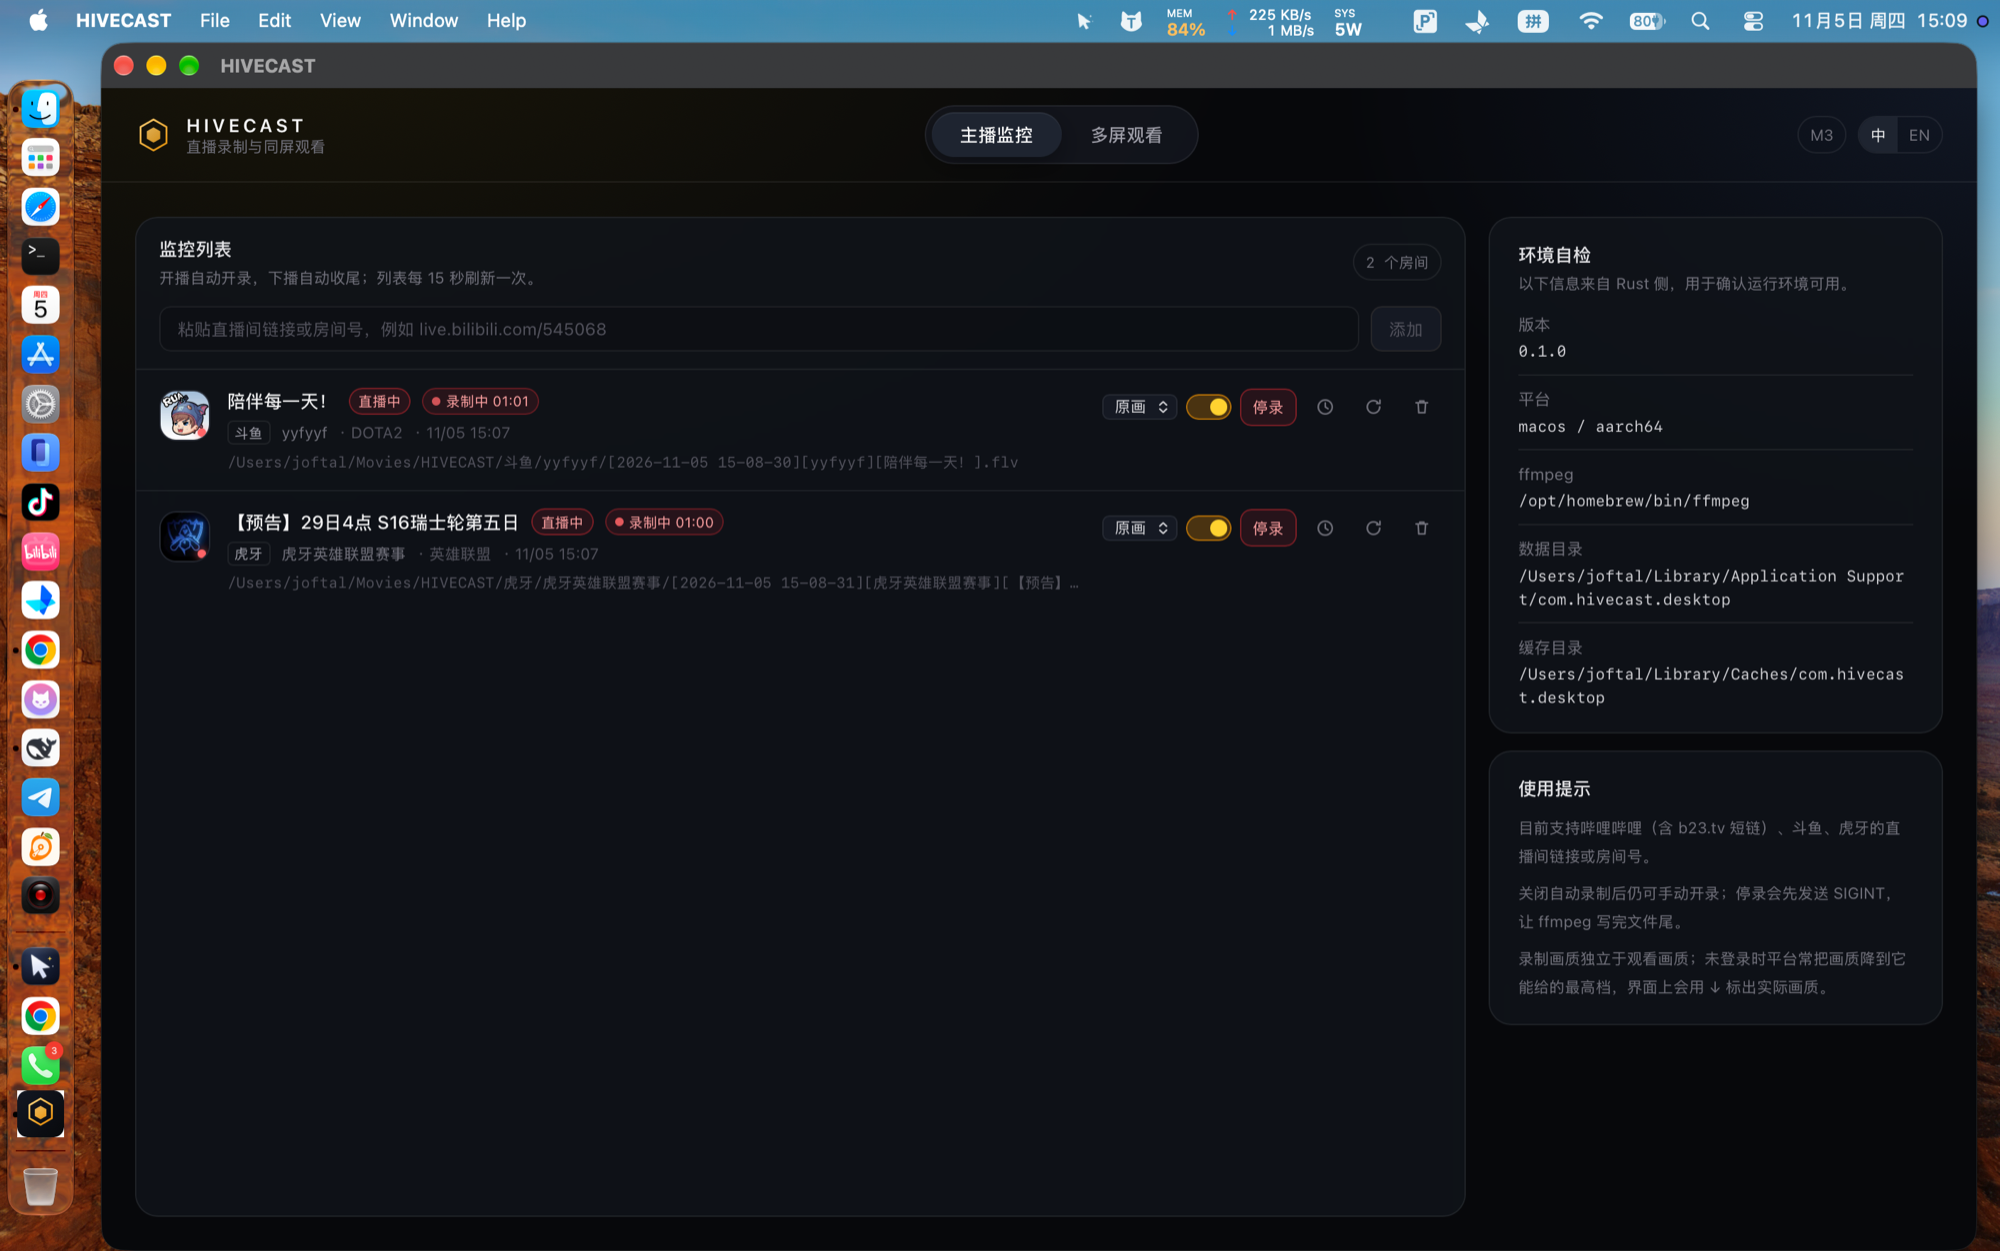 HIVECAST File Edit View Window Help
MEM 84% 225 KB/s 1 MB/s SYS 5W 拼 80 11月5日 周四 15:09
HIVECAST
HIVECAST
直播录制与同屏观看
主播监控 多屏观看
M3 中 EN
监控列表
开播自动开录，下播自动收尾；列表每 15 秒刷新一次。
2 个房间
粘贴直播间链接或房间号，例如 live.bilibili.com/545068
添加
陪伴每一天！ 直播中 录制中 01:01
斗鱼 yyfyyf · DOTA2 · 11/05 15:07
/Users/joftal/Movies/HIVECAST/斗鱼/yyfyyf/[2026-11-05 15-08-30][yyfyyf][陪伴每一天！].flv
原画 停录
【预告】29日4点 S16瑞士轮第五日 直播中 录制中 01:00
虎牙 虎牙英雄联盟赛事 · 英雄联盟 · 11/05 15:07
/Users/joftal/Movies/HIVECAST/虎牙/虎牙英雄联盟赛事/[2026-11-05 15-08-31][虎牙英雄联盟赛事][【预告】…
原画 停录
环境自检
以下信息来自 Rust 侧，用于确认运行环境可用。
版本
0.1.0
平台
macos / aarch64
ffmpeg
/opt/homebrew/bin/ffmpeg
数据目录
/Users/joftal/Library/Application Suppor
t/com.hivecast.desktop
缓存目录
/Users/joftal/Library/Caches/com.hivecas
t.desktop
使用提示
目前支持哔哩哔哩（含 b23.tv 短链）、斗鱼、虎牙的直
播间链接或房间号。
关闭自动录制后仍可手动开录；停录会先发送 SIGINT，
让 ffmpeg 写完文件尾。
录制画质独立于观看画质；未登录时平台常把画质降到它
能给的最高档，界面上会用 ↓ 标出实际画质。
周四
5
bilibili
3
RUA